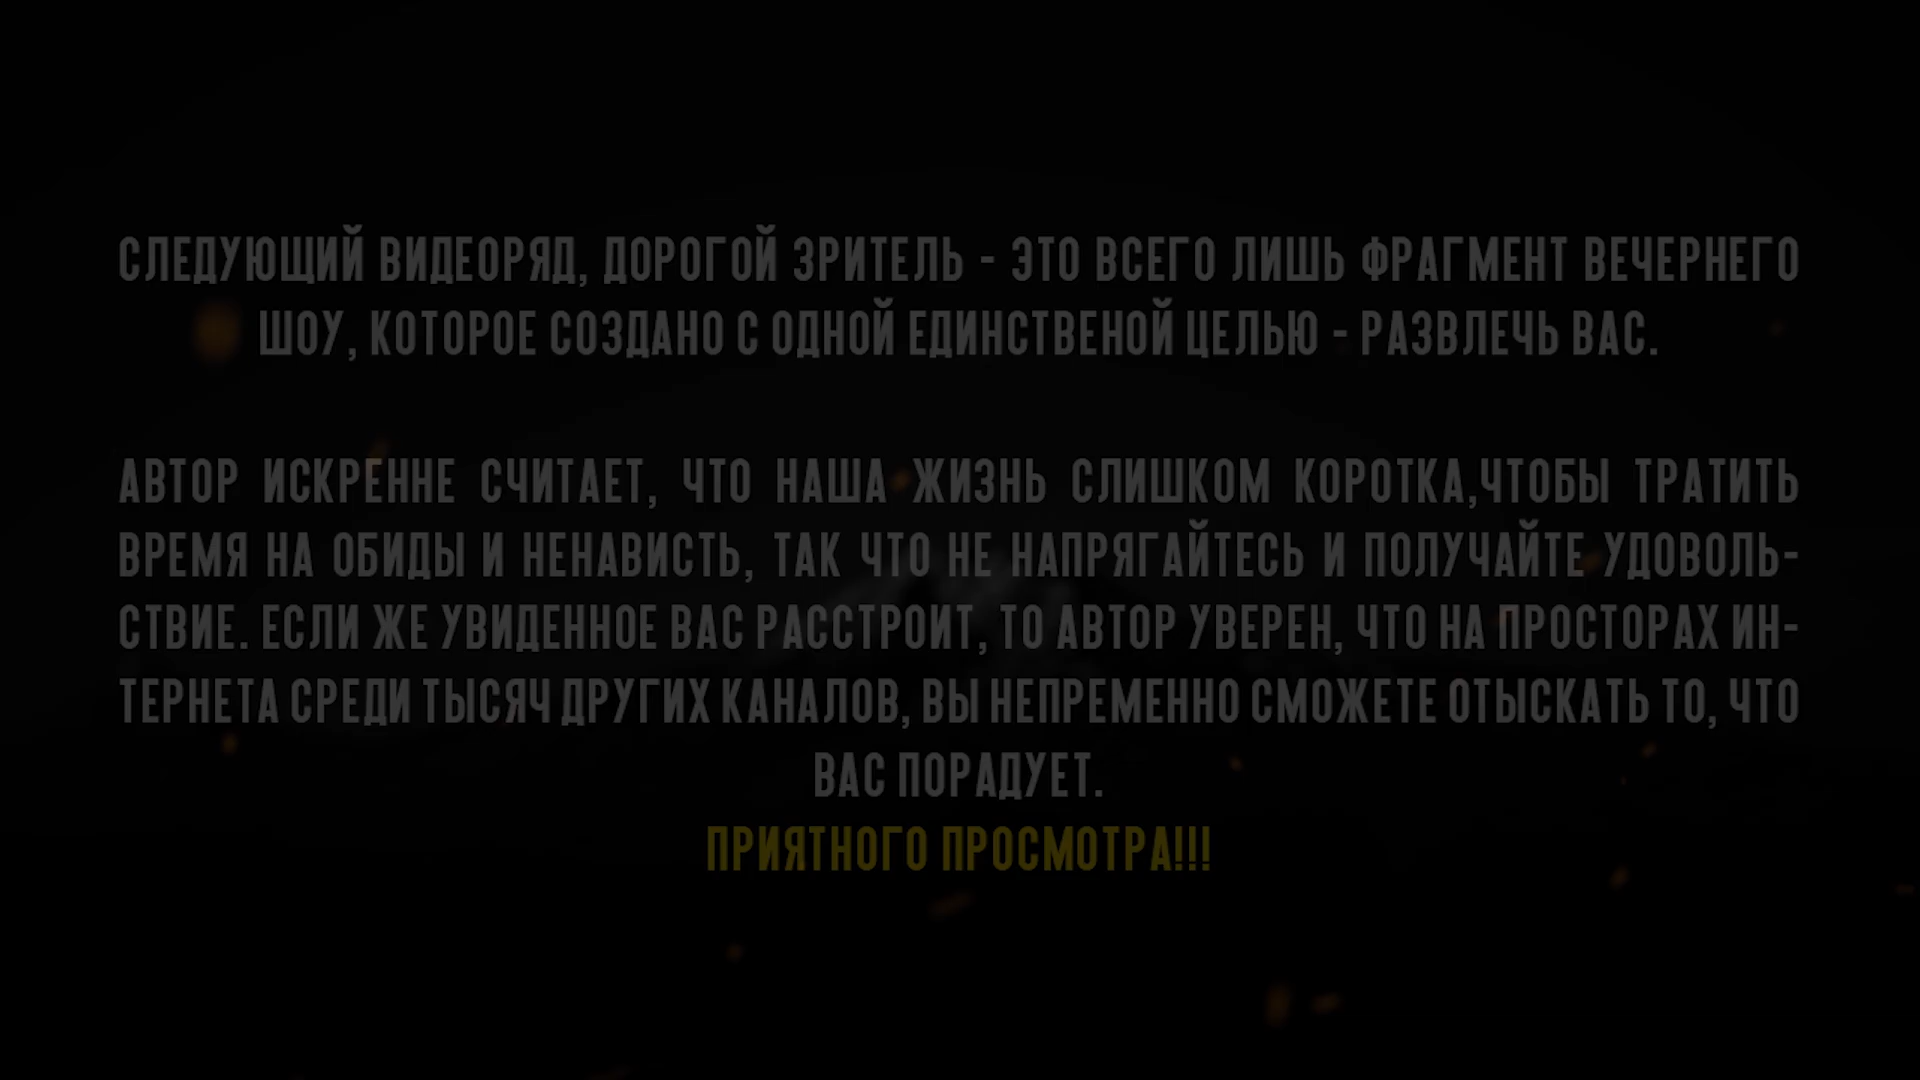 СЛЕДУЮЩИЙ ВИДЕОРЯД, ДОРОГОЙ ЗРИТЕЛЬ - ЭТО ВСЕГО ЛИШЬ ФРАГМЕНТ ВЕЧЕРНЕГО
ШОУ, КОТОРОЕ СОЗДАНО С ОДНОЙ ЕДИНСТВЕНОЙ ЦЕЛЬЮ - РАЗВЛЕЧЬ ВАС.
АВТОР ИСКРЕННЕ СЧИТАЕТ, ЧТО НАША ЖИЗНЬ СЛИШКОМ КОРОТКА,ЧТОБЫ ТРАТИТЬ
ВРЕМЯ НА ОБИДЫ И НЕНАВИСТЬ, ТАК ЧТО НЕ НАПРЯГАЙТЕСЬ И ПОЛУЧАЙТЕ УДОВОЛЬ-
СТВИЕ. ЕСЛИ ЖЕ УВИДЕННОЕ ВАС РАССТРОИТ, ТО АВТОР УВЕРЕН, ЧТО НА ПРОСТОРАХ ИН-
ТЕРНЕТА СРЕДИ ТЫСЯЧ ДРУГИХ КАНАЛОВ, ВЫ НЕПРЕМЕННО СМОЖЕТЕ ОТЫСКАТЬ ТО, ЧТО
ВАС ПОРАДУЕТ.
ПРИЯТНОГО ПРОСМОТРА!!!